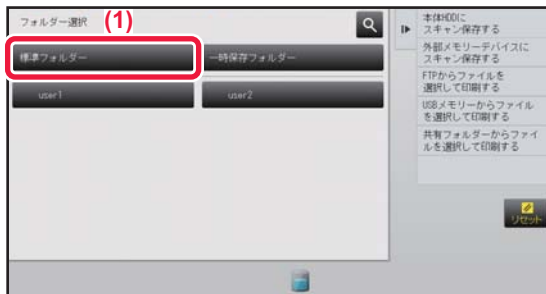 フォルダー選択
(1)
標準フォルダー
一時保存フォルダー
user1
user2
本体HDDに
スキャン保存する
外部メモリーデバイスに
スキャン保存する
FTPからファイルを
選択して印刷する
USBメモリーからファイル
を選択して印刷する
共有フォルダーからファイ
ルを選択して印刷する
リセット